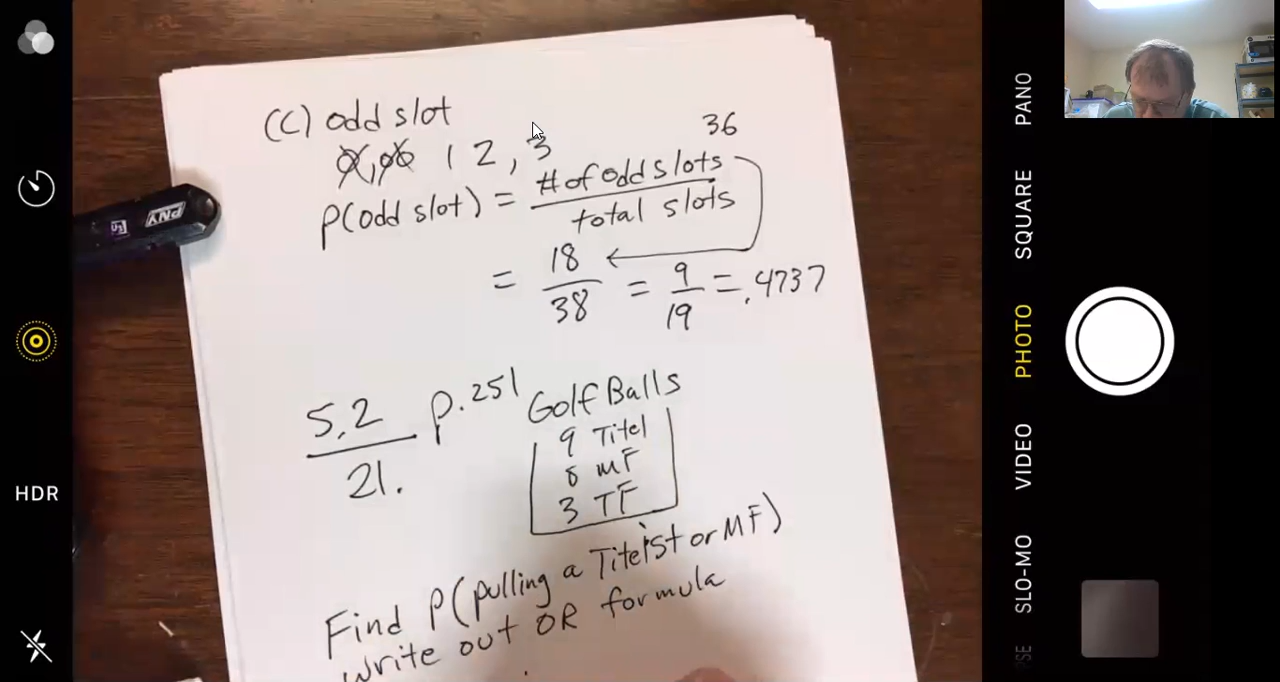 (C) odd slot
0, 00 1 2, 3
36
P(odd slot) = # of odd slots / total slots
= 18/38 = 9/19 = .4737
5.2 p.251 Golf Balls
21.
9 Titel
8 MF
3 TF
Find P(pulling a Titelist or MF)
Write out OR formula
PNY
HDR
PANO
SQUARE
PHOTO
VIDEO
SLO-MO